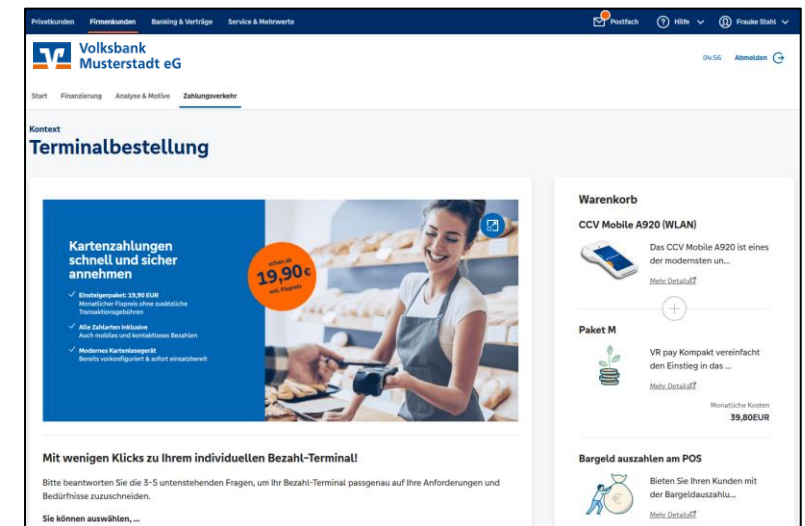 Privatkunden Firmenkunden Banking & Verträge Service & Mehrwerte Postfach Hilfe Frauke Stahl
Volksbank
Musterstadt eG
04:56 Abmelden
Start Finanzierung Analyse & Motive Zahlungsverkehr
Kontext
Terminalbestellung
Kartenzahlungen
schnell und sicher
annehmen
Einsteigerpaket: 19,90 EUR
Monatlicher Fixpreis ohne zusätzliche
Transaktionsgebühren
Alle Zahlarten inklusive
Auch mobiles und kontaktloses Bezahlen
Modernes Kartenlesegerät
Bereits vorkonfiguriert & sofort einsatzbereit
schon ab
19,90€
mtl. Fixpreis
Mit wenigen Klicks zu Ihrem individuellen Bezahl-Terminal!
Bitte beantworten Sie die 3-5 untenstehenden Fragen, um Ihr Bezahl-Terminal passgenau auf Ihre Anforderungen und
Bedürfnisse zuzuschneiden.
Sie können auswählen, ...
Warenkorb
CCV Mobile A920 (WLAN)
Das CCV Mobile A920 ist eines
der modernsten un...
Mehr Details
Paket M
VR pay Kompakt vereinfacht
den Einstieg in das ...
Mehr Details
Monatliche Kosten
39,80EUR
Bargeld auszahlen am POS
Bieten Sie Ihren Kunden mit
der Bargeldauszahlu...
Mehr Details